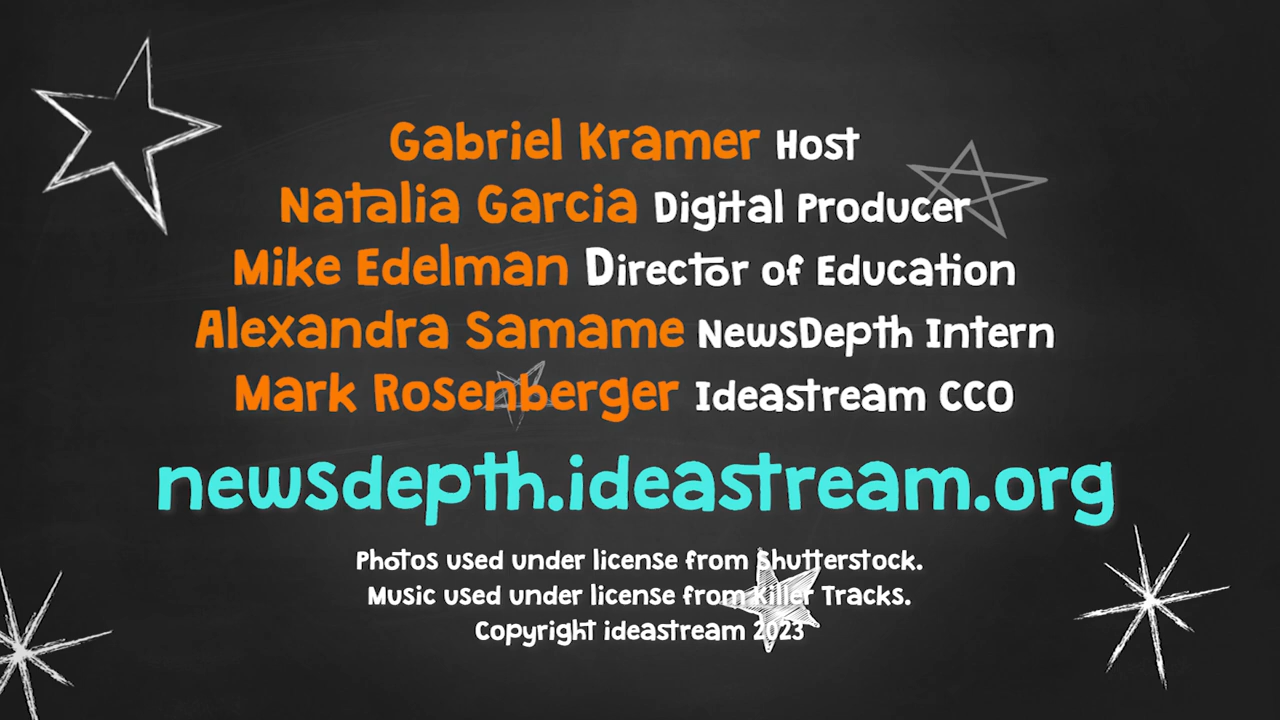 Gabriel Kramer Host
Natalia Garcia Digital Producer
Mike Edelman Director of Education
Alexandra Samame NewsDepth Intern
Mark Rosenberger Ideastream CCO
newsdepth.ideastream.org
Photos used under license from Shutterstock.
Music used under license from Killer Tracks.
Copyright ideastream 2023